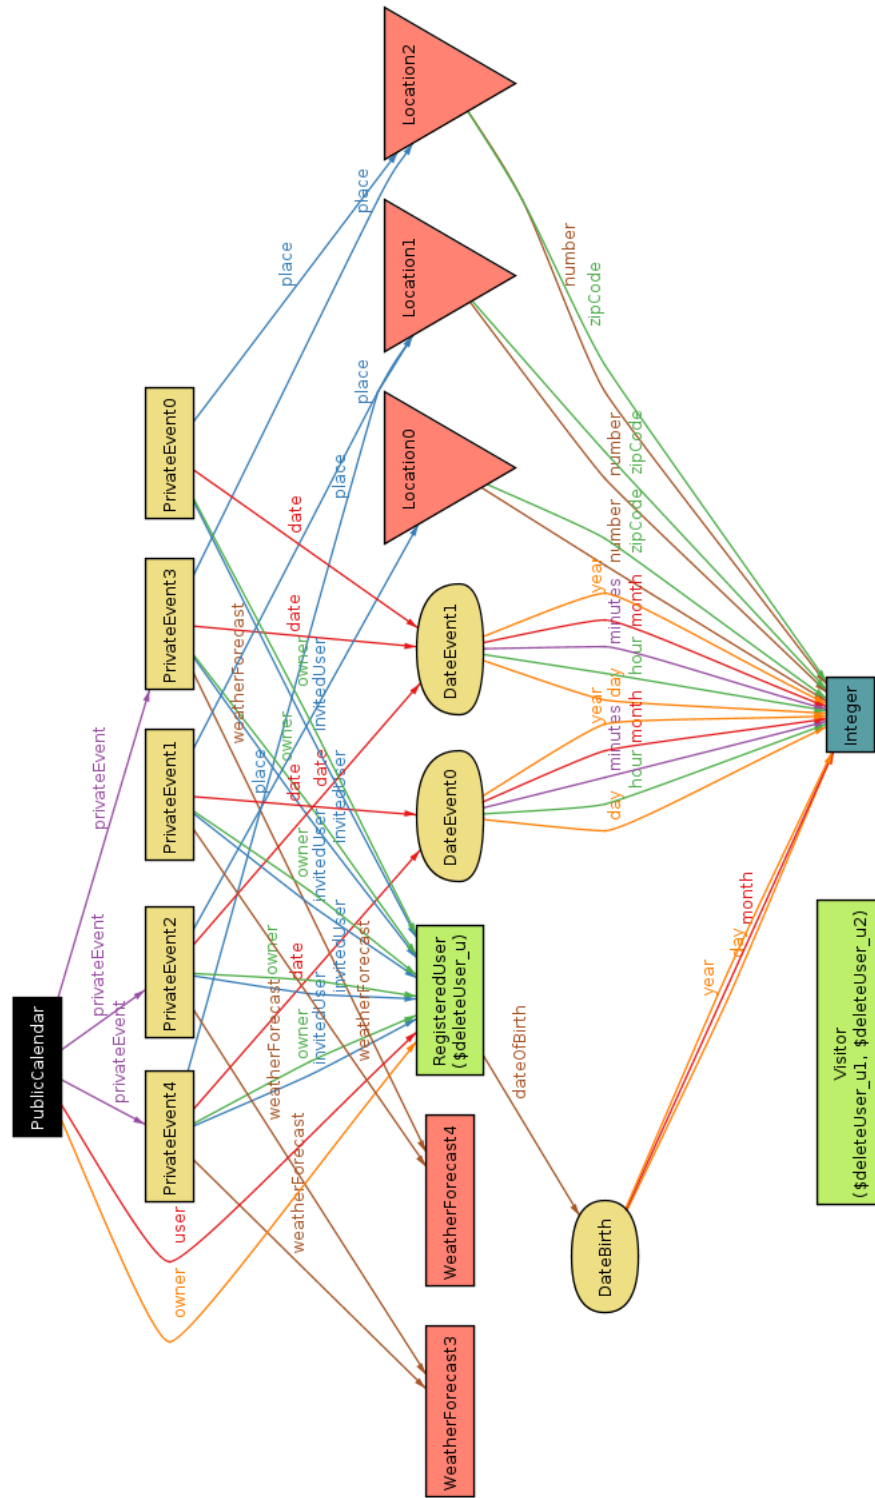 PublicCalendar
privateEvent
privateEvent
privateEvent
PrivateEvent4
PrivateEvent2
PrivateEvent1
PrivateEvent3
PrivateEvent0
owner
user
weatherForecast
place
weatherForecast
owner
owner
place
weatherForecast
date
date
date
date
owner
owner
owner
invitedUser
invitedUser
date
invitedUser
invitedUser
invitedUser
place
weatherForecast
place
place
WeatherForecast3
WeatherForecast4
RegisteredUser
($deleteUser_u)
DateEvent0
DateEvent1
Location0
Location1
Location2
dateOfBirth
DateBirth
day
hour
minutes
month
year
day
hour
minutes
month
year
number
zipCode
number
zipCode
number
zipCode
year
day
month
Visitor
($deleteUser_u1, $deleteUser_u2)
Integer